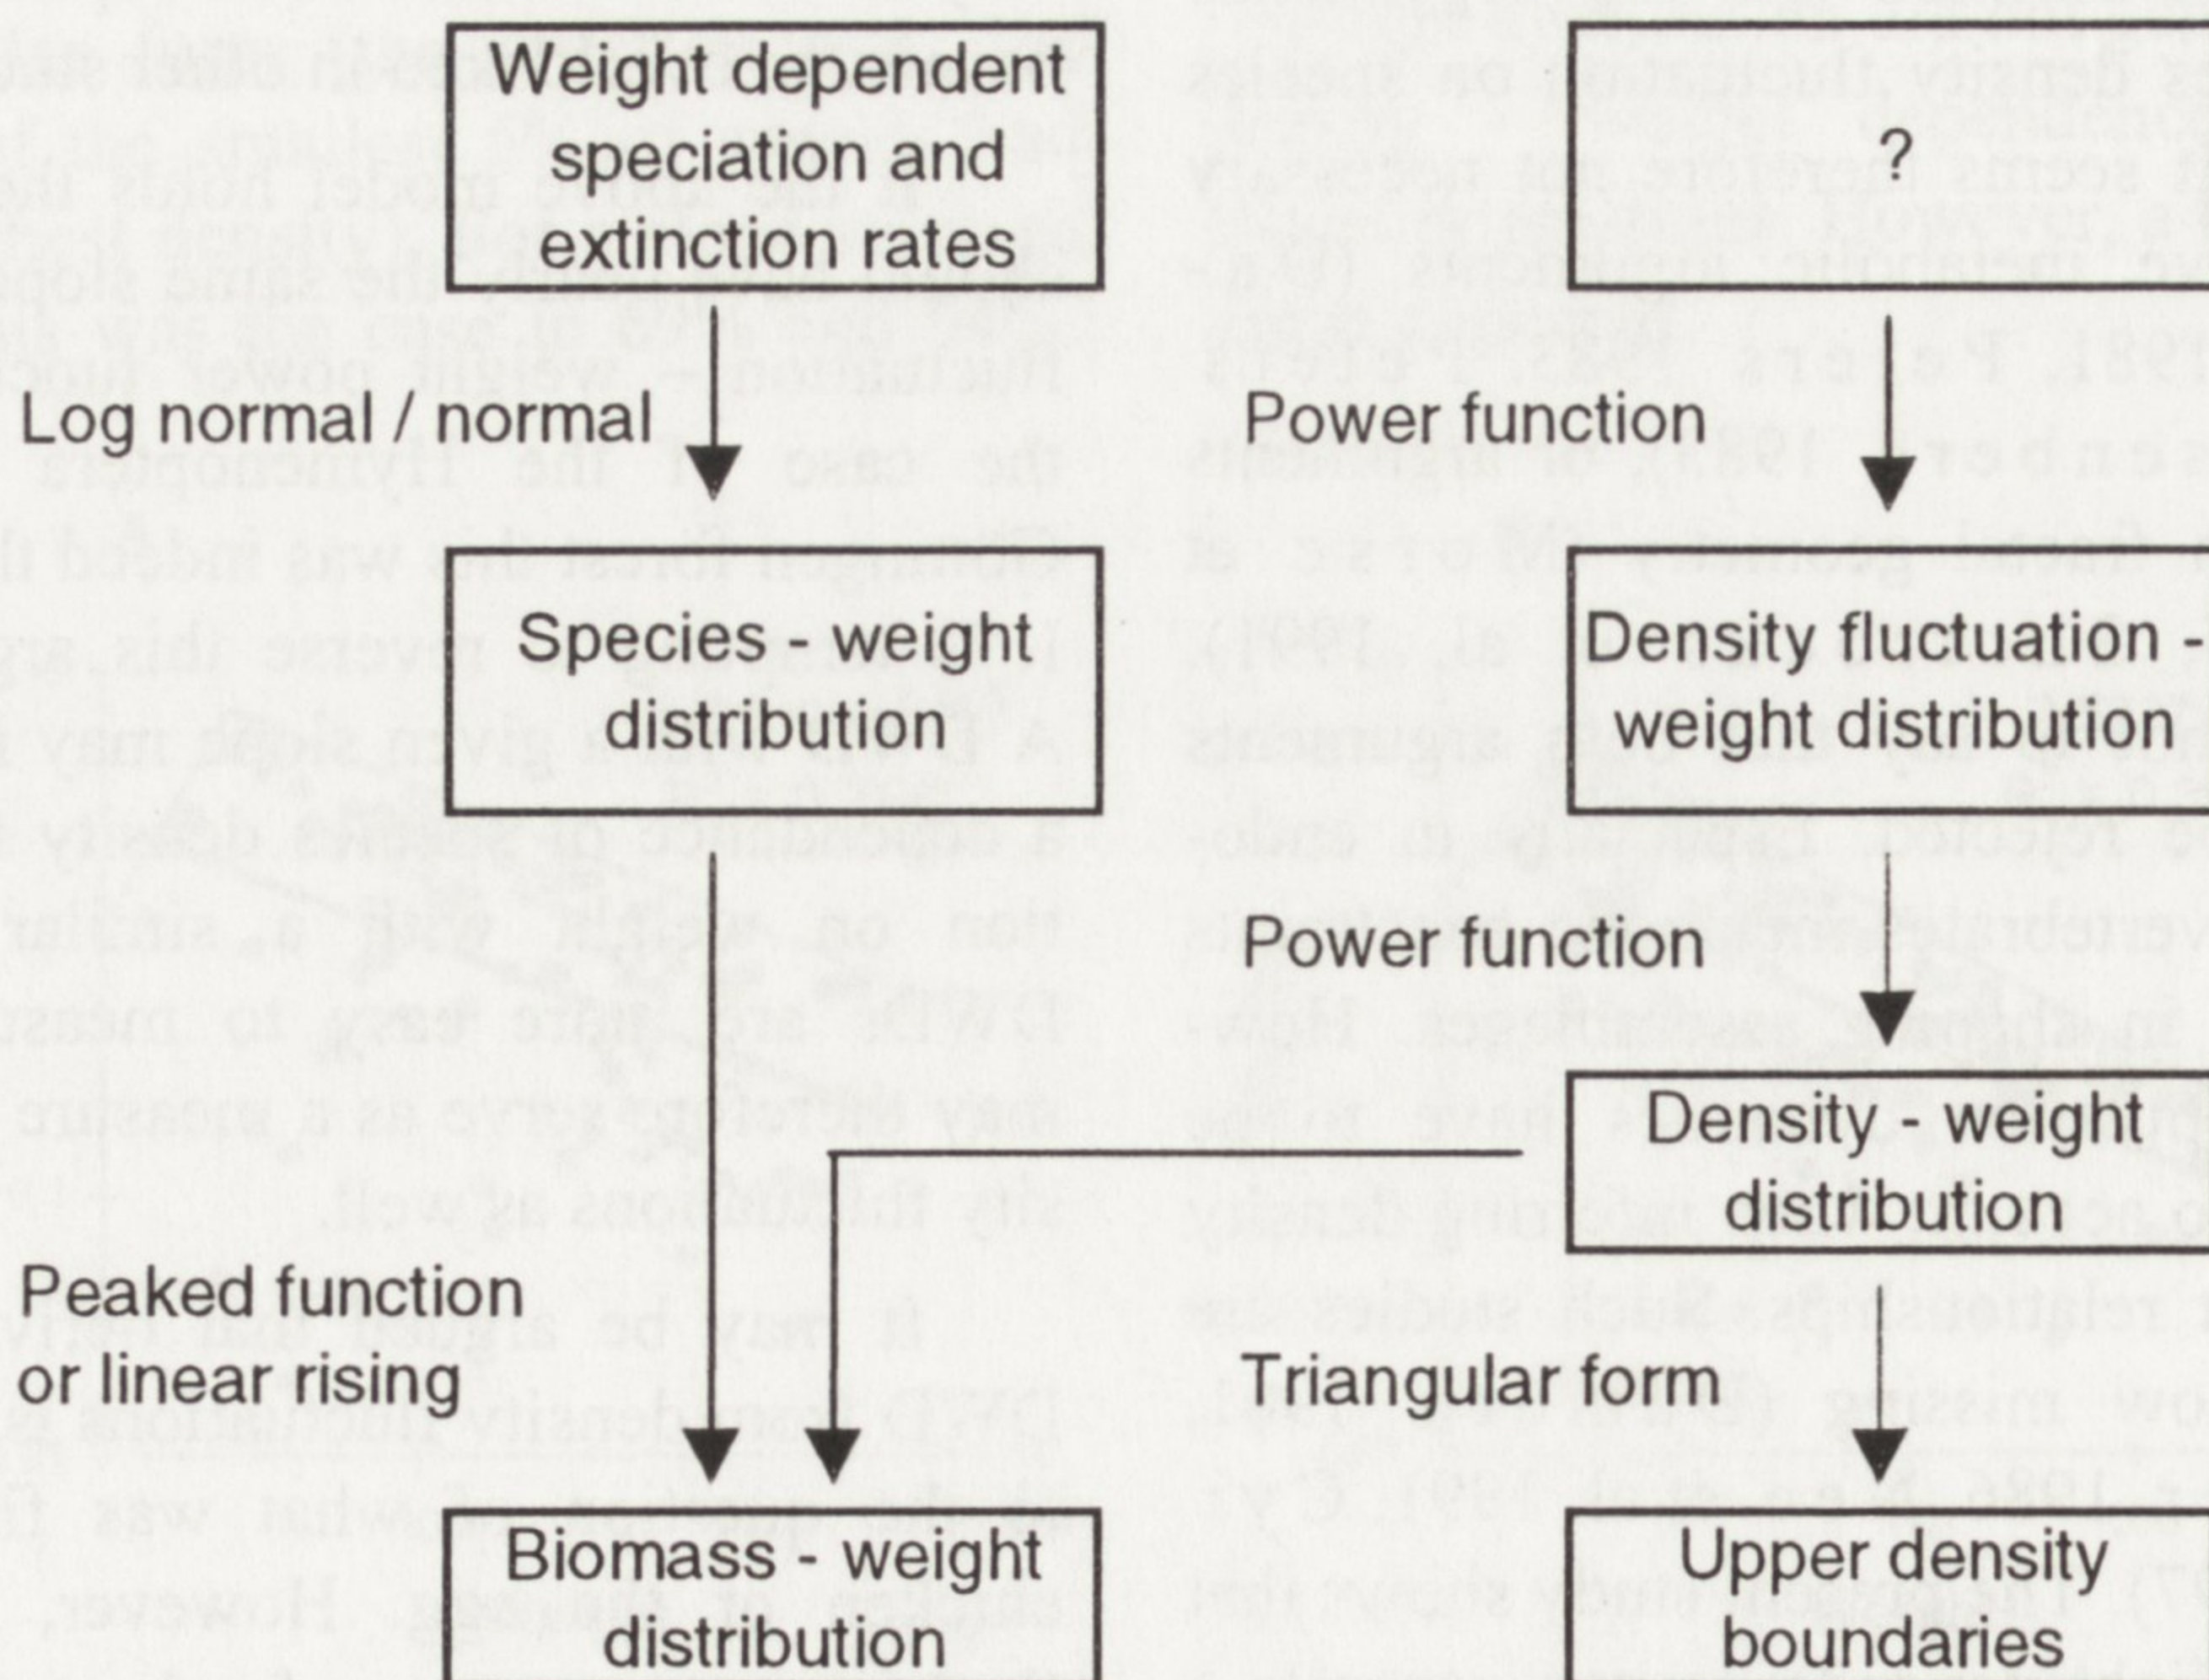 Weight dependent
speciation and
extinction rates
?
Log normal / normal
Power function
Species - weight
distribution
Density fluctuation -
weight distribution
Power function
Density - weight
distribution
Peaked function
or linear rising
Triangular form
Biomass - weight
distribution
Upper density
boundaries